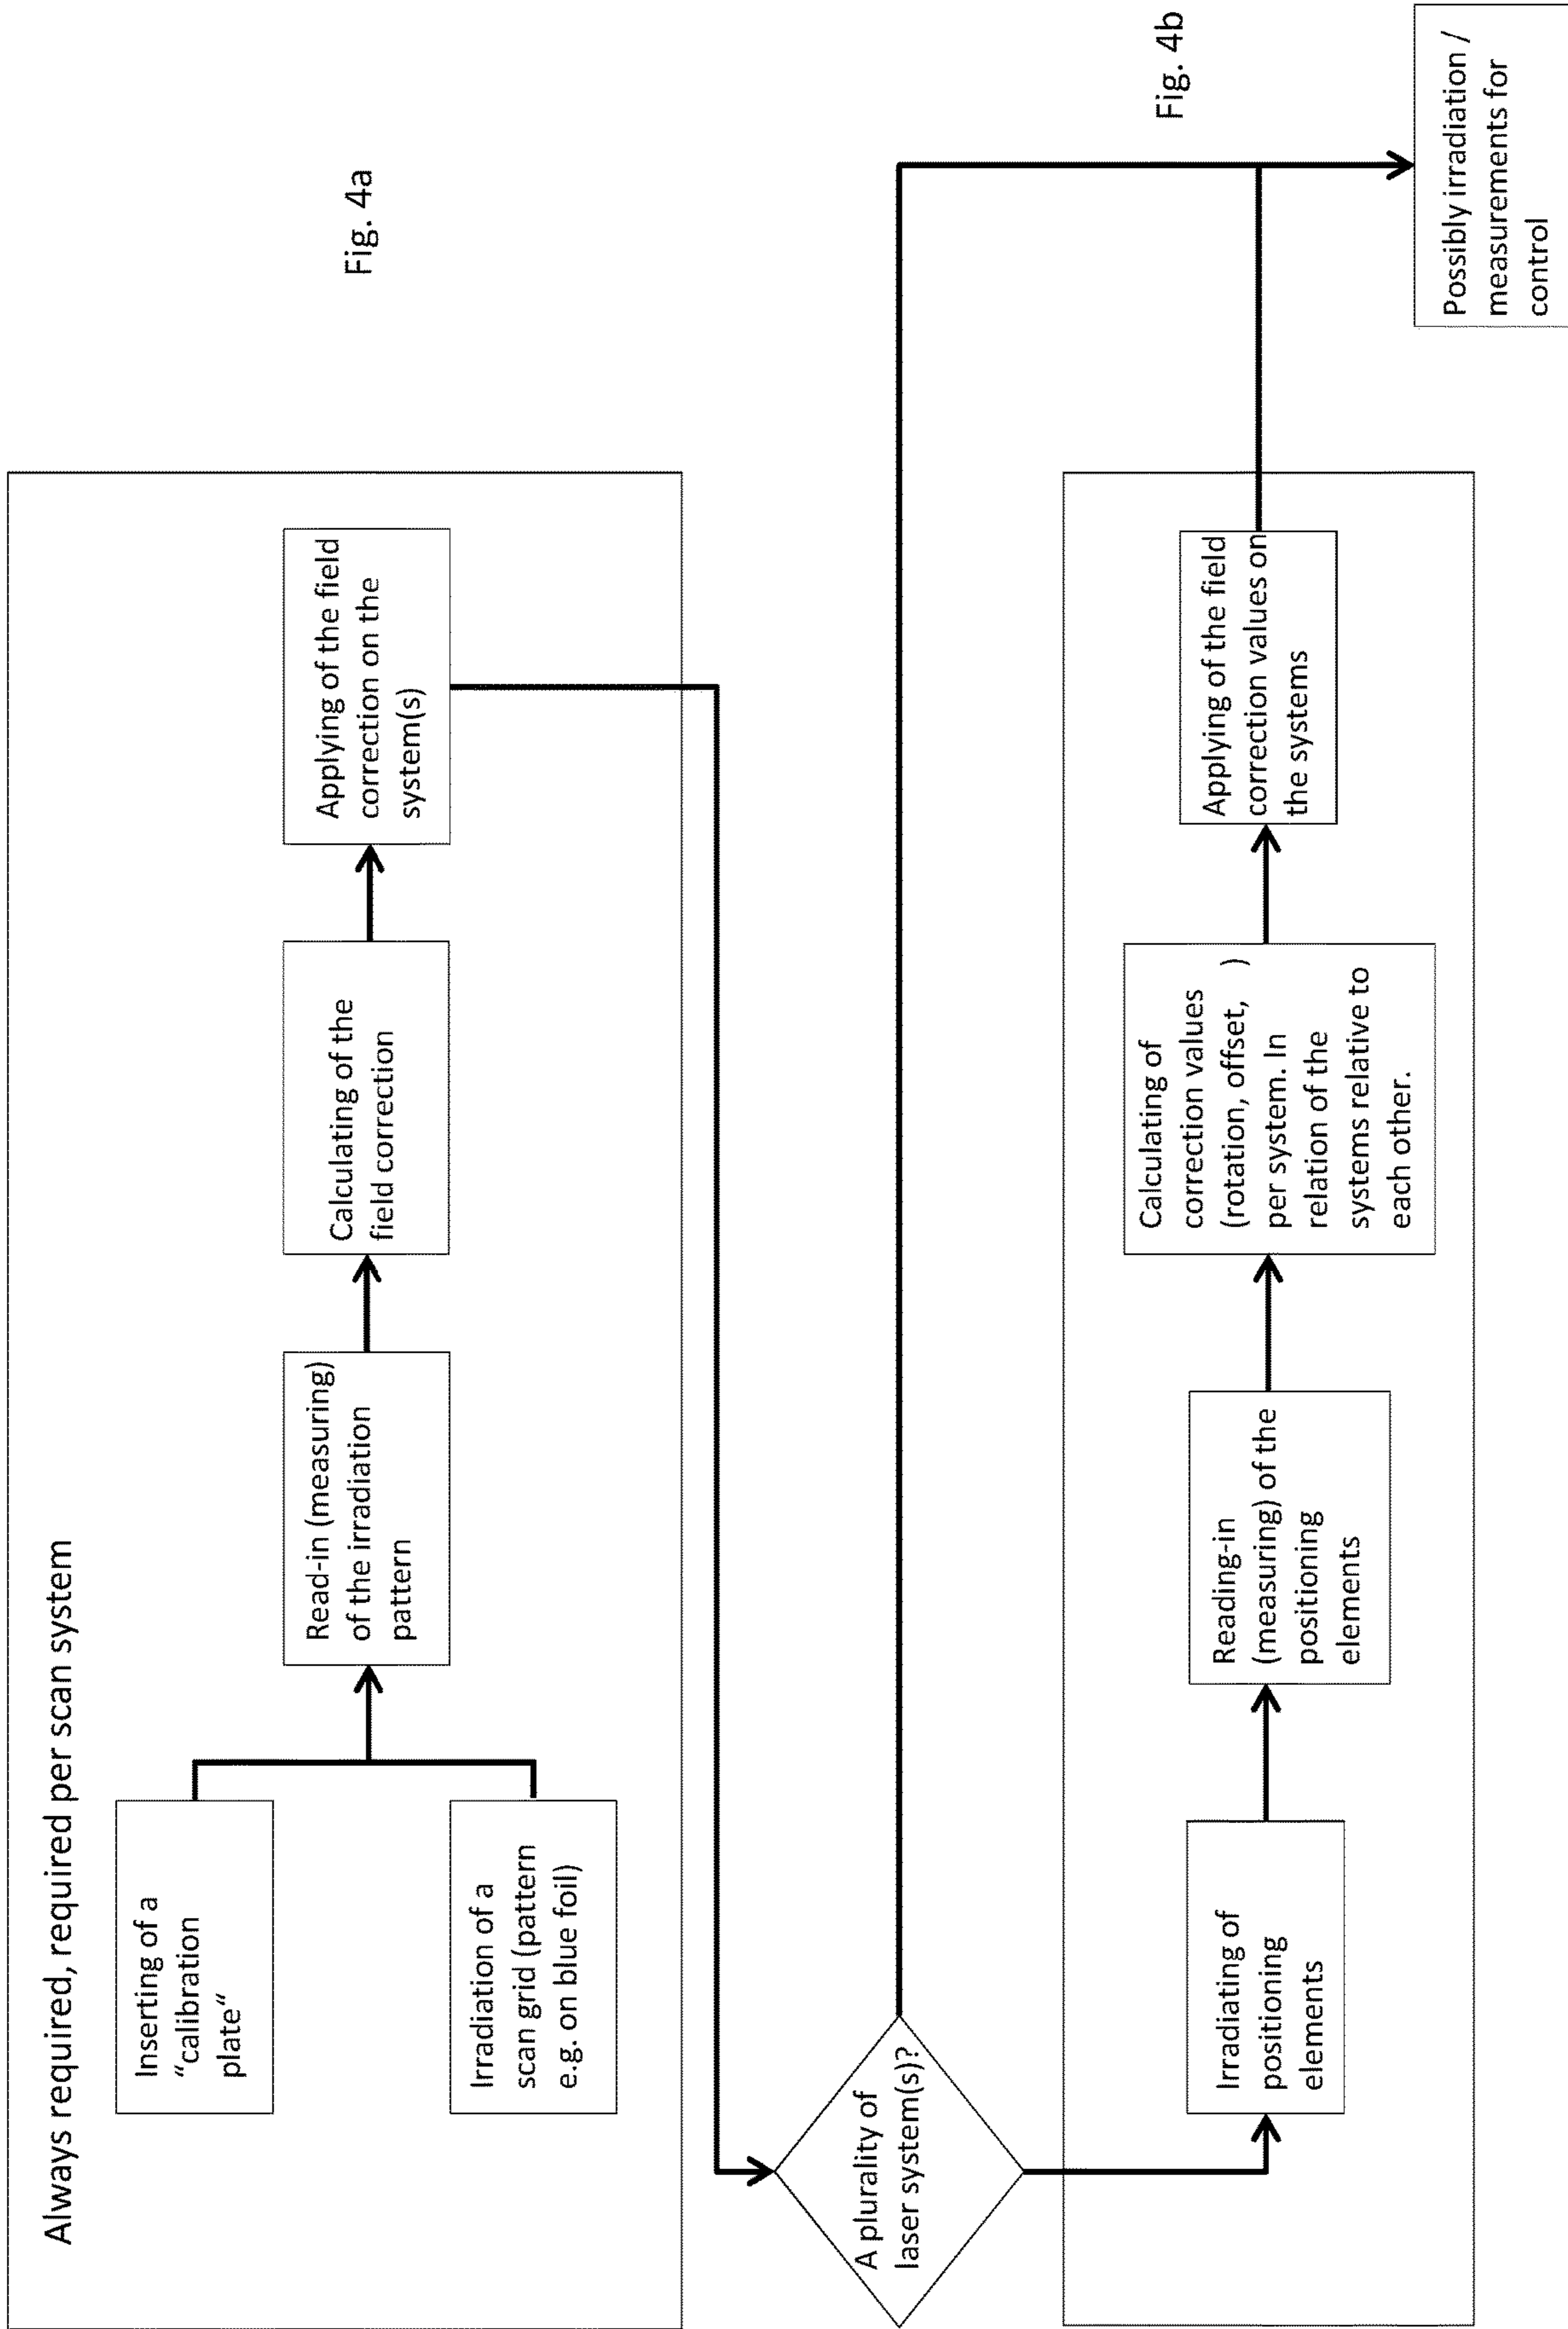 Always required, required per scan system
Inserting of a
“calibration
plate“
Irradiation of a
scan grid (pattern
e.g. on blue foil)
Read-in (measuring)
of the irradiation
pattern
Calculating of the
field correction
Applying of the field
correction on the
system(s)
Fig. 4a
A plurality of
laser system(s)?
Irradiating of
positioning
elements
Reading-in
(measuring) of the
positioning
elements
Calculating of
correction values
(rotation, offset, )
per system. In
relation of the
systems relative to
each other.
Applying of the field
correction values on
the systems
Fig. 4b
Possibly irradiation /
measurements for
control